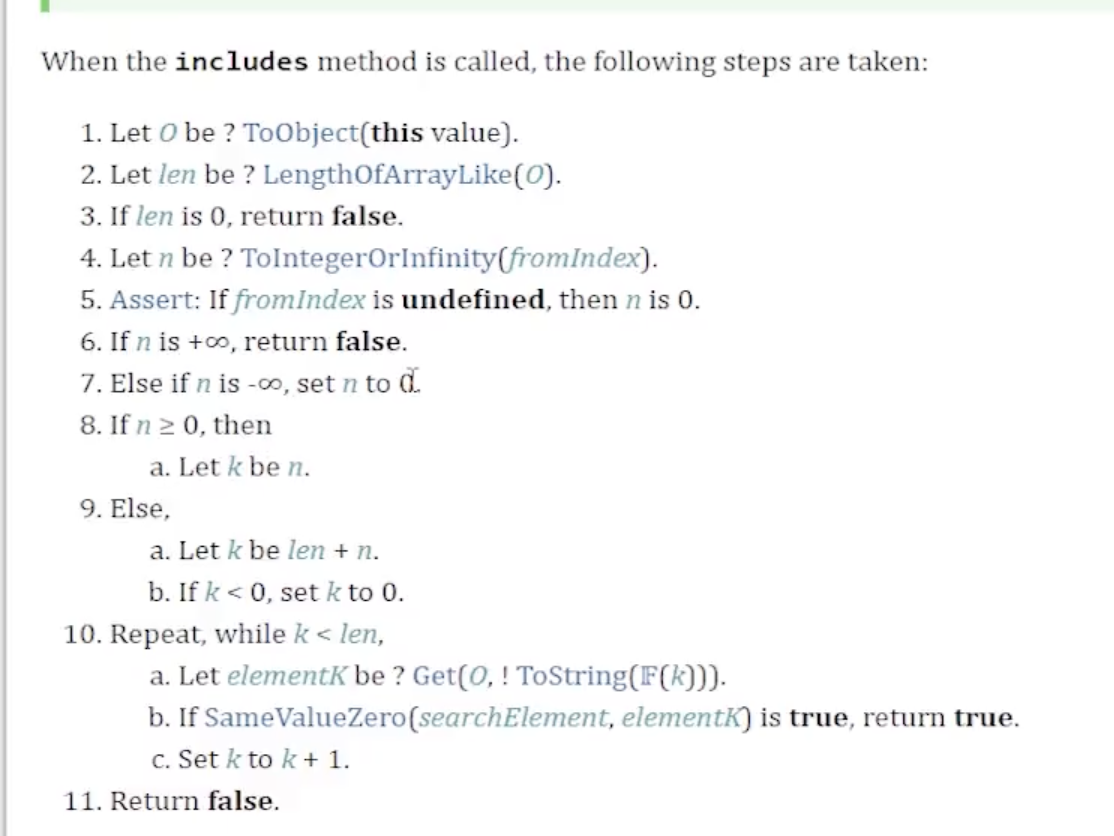 When the includes method is called, the following steps are taken:
1. Let O be ? ToObject(this value).
2. Let len be ? LengthOfArrayLike(O).
3. If len is 0, return false.
4. Let n be ? ToIntegerOrInfinity(fromIndex).
5. Assert: If fromIndex is undefined, then n is 0.
6. If n is +∞, return false.
7. Else if n is -∞, set n to 0.
8. If n ≥ 0, then
a. Let k be n.
9. Else,
a. Let k be len + n.
b. If k < 0, set k to 0.
10. Repeat, while k < len,
a. Let elementK be ? Get(O, ! ToString(𝔽(k))).
b. If SameValueZero(searchElement, elementK) is true, return true.
c. Set k to k + 1.
11. Return false.